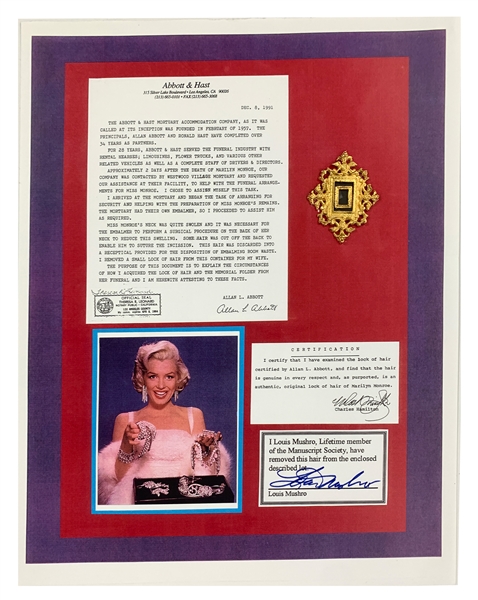 Abbott & Hast
DEC. 8, 1991
THE ABBOTT & HAST MORTUARY ACCOMMODATION COMPANY, AS IT WAS
CALLED AT ITS INCEPTION WAS FOUNDED IN FEBRUARY OF 1957. THE
PRINCIPALS, ALLAN ABBOTT AND RONALD HAST HAVE COMPLETED OVER
34 YEARS AS PARTNERS.
FOR 28 YEARS, ABBOTT & HAST SERVED THE FUNERAL INDUSTRY WITH
RENTAL HEARSES; LIMOUSINES, FLOWER TRUCKS, AND VARIOUS OTHER
RELATED VEHICLES AS WELL AS A COMPLETE STAFF OF DRIVERS & DIRECTORS.
APPROXIMATELY 2 DAYS AFTER THE DEATH OF MARILYN MONROE, OUR
COMPANY WAS CONTACTED BY WESTWOOD VILLAGE MORTUARY AND REQUESTED
OUR ASSISTANCE AT THEIR FACILITY, TO HELP WITH THE FUNERAL ARRANGE-
MENTS FOR MISS MONROE. I CHOSE TO ASSIGN MYSELF THIS TASK.
I ARRIVED AT THE MORTUARY AND BEGAN THE TASK OF ARRANGING FOR
SECURITY AND HELPING WITH THE PREPARATION OF MISS MONROE'S REMAINS.
THE MORTUARY HAD THEIR OWN EMBALMER, SO I PROCEEDED TO ASSIST HIM
AS REQUIRED.
MISS MONROE'S NECK WAS QUITE SWOLEN AND IT WAS NECESSARY FOR
THE EMBALMER TO PERFORM A SURGICAL PROCEDURE ON THE BACK OF HER
NECK TO REDUCE THIS SWELLING. SOME HAIR WAS CUT OFF THE BACK TO
ENABLE HIM TO SUTURE THE INCISION. THIS HAIR WAS DISCARDED INTO
A RECEPTICAL PROVIDED FOR THE DISPOSITION OF EMBALMING ROOM WASTE.
I REMOVED A SMALL LOCK OF HAIR FROM THIS CONTAINER FOR MY WIFE.
THE PURPOSE OF THIS DOCUMENT IS TO EXPLAIN THE CIRCUMSTANCES
OF HOW I ACQUIRED THE LOCK OF HAIR AND THE MEMORIAL FOLDER FROM
HER FUNERAL AND I AM HEREWITH ATTESTING TO THESE FACTS.
ALLAN L. ABBOTT
Allan L Abbott
OFFICIAL SEAL
THERESA R. LEONARD
NOTARY PUBLIC - CALIFORNIA
LOS ANGELES COUNTY
CERTIFICATION
I certify that I have examined the lock of hair
certified by Allan L. Abbott, and find that the hair
is genuine in every respect and, as purported, is an
authentic, original lock of hair of Marilyn Monroe.
Charles Hamilton
I Louis Mushro, Lifetime member
of the Manuscript Society, have
removed this hair from the enclosed
described lot.
Louis Mushro